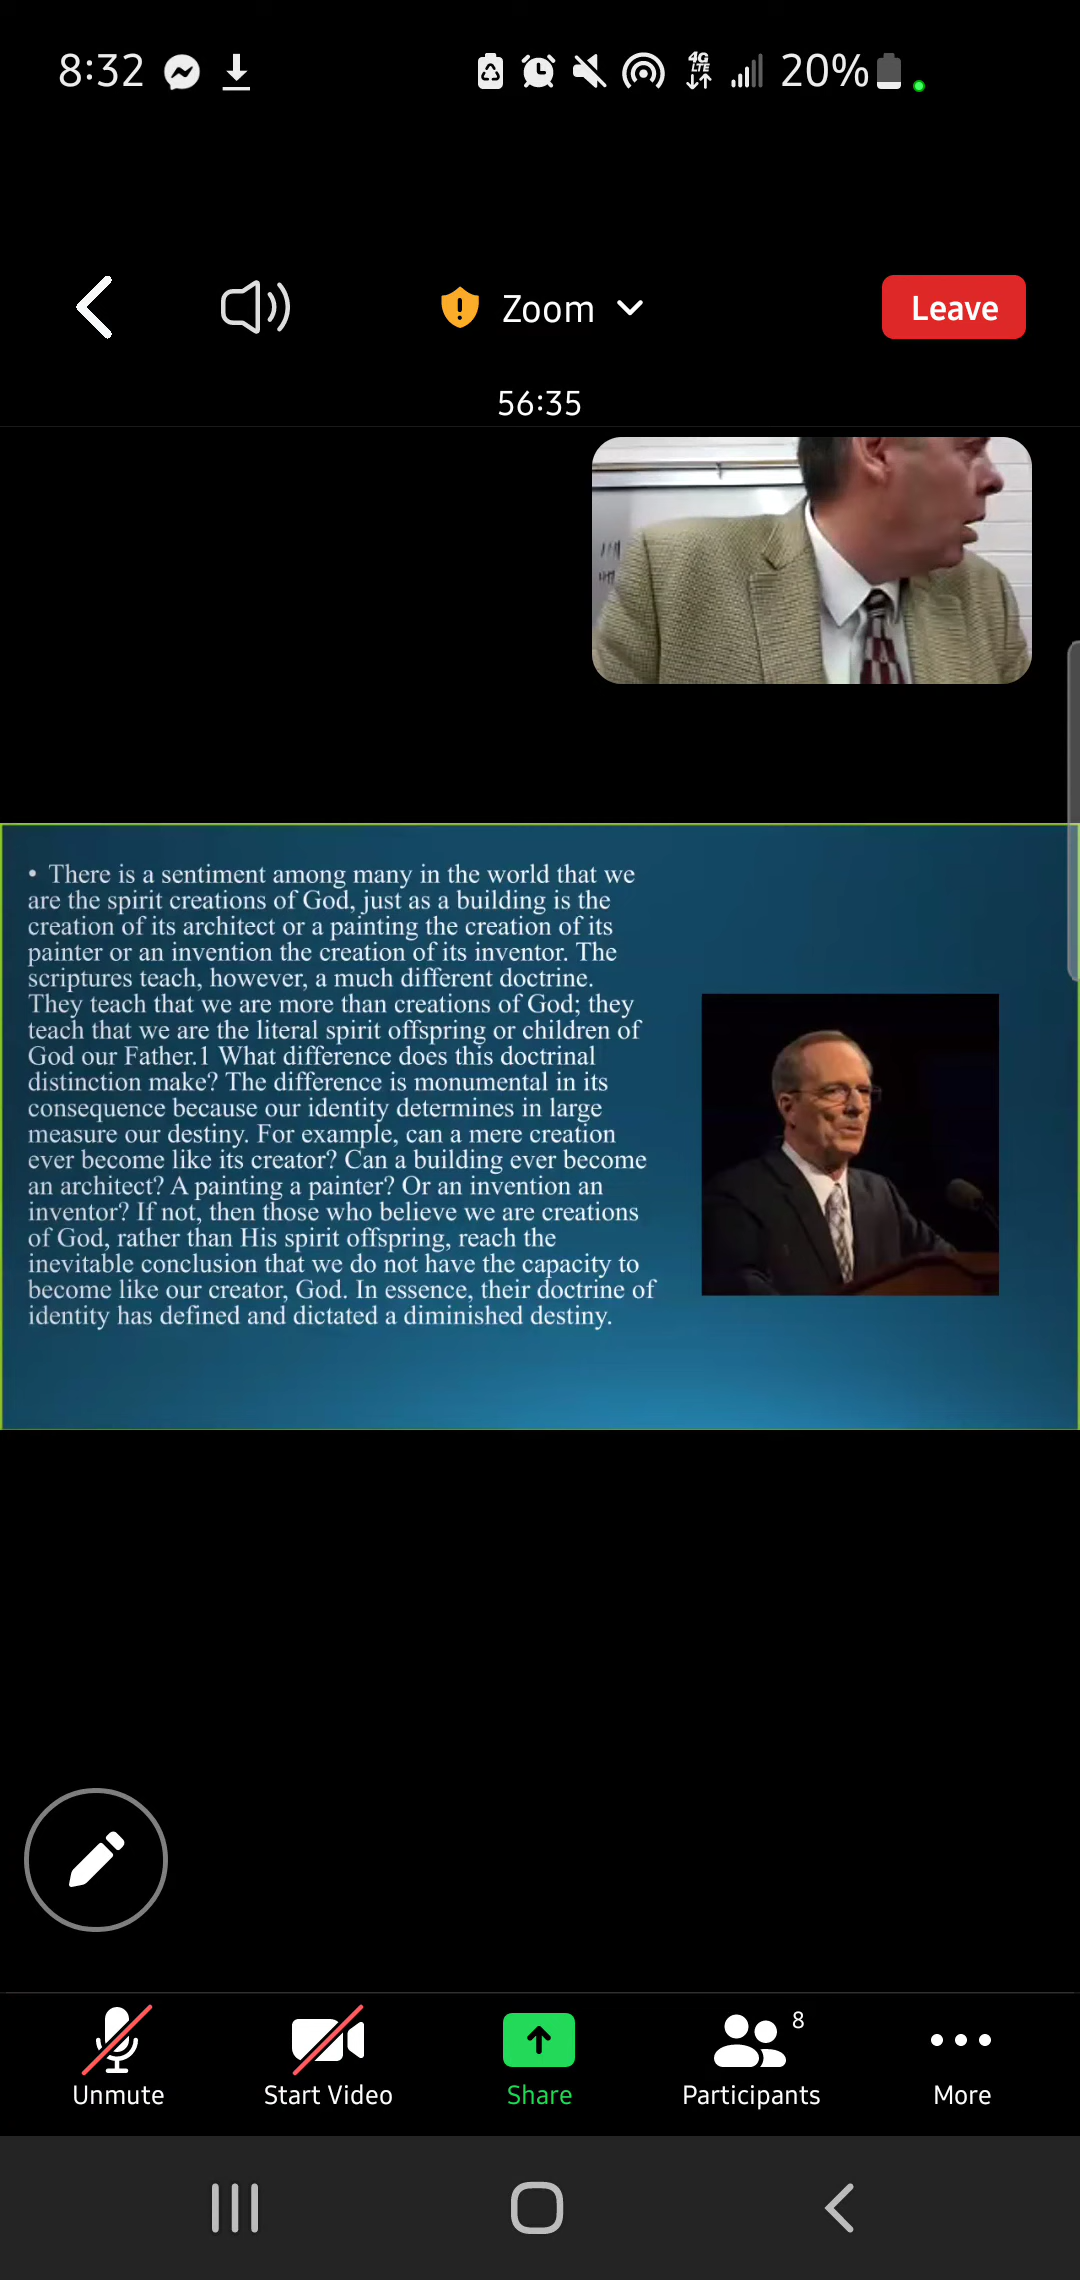 8:32
4G
LTE
20%
Zoom
Leave
56:35
• There is a sentiment among many in the world that we
are the spirit creations of God, just as a building is the
creation of its architect or a painting the creation of its
painter or an invention the creation of its inventor. The
scriptures teach, however, a much different doctrine.
They teach that we are more than creations of God; they
teach that we are the literal spirit offspring or children of
God our Father.1 What difference does this doctrinal
distinction make? The difference is monumental in its
consequence because our identity determines in large
measure our destiny. For example, can a mere creation
ever become like its creator? Can a building ever become
an architect? A painting a painter? Or an invention an
inventor? If not, then those who believe we are creations
of God, rather than His spirit offspring, reach the
inevitable conclusion that we do not have the capacity to
become like our creator, God. In essence, their doctrine of
identity has defined and dictated a diminished destiny.
8
Unmute
Start Video
Share
Participants
More